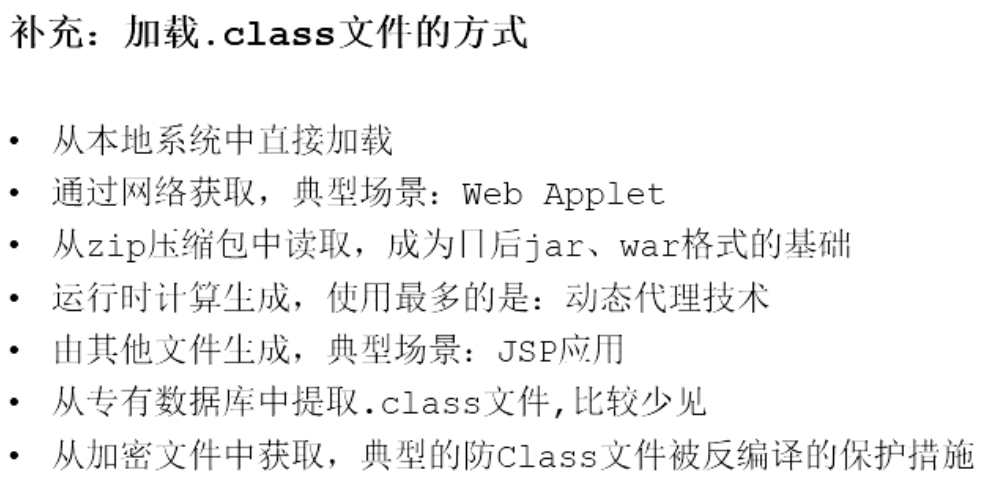 补充：加载.class文件的方式
• 从本地系统中直接加载
• 通过网络获取，典型场景：Web Applet
• 从zip压缩包中读取，成为日后jar、war格式的基础
• 运行时计算生成，使用最多的是：动态代理技术
• 由其他文件生成，典型场景：JSP应用
• 从专有数据库中提取.class文件,比较少见
• 从加密文件中获取，典型的防Class文件被反编译的保护措施